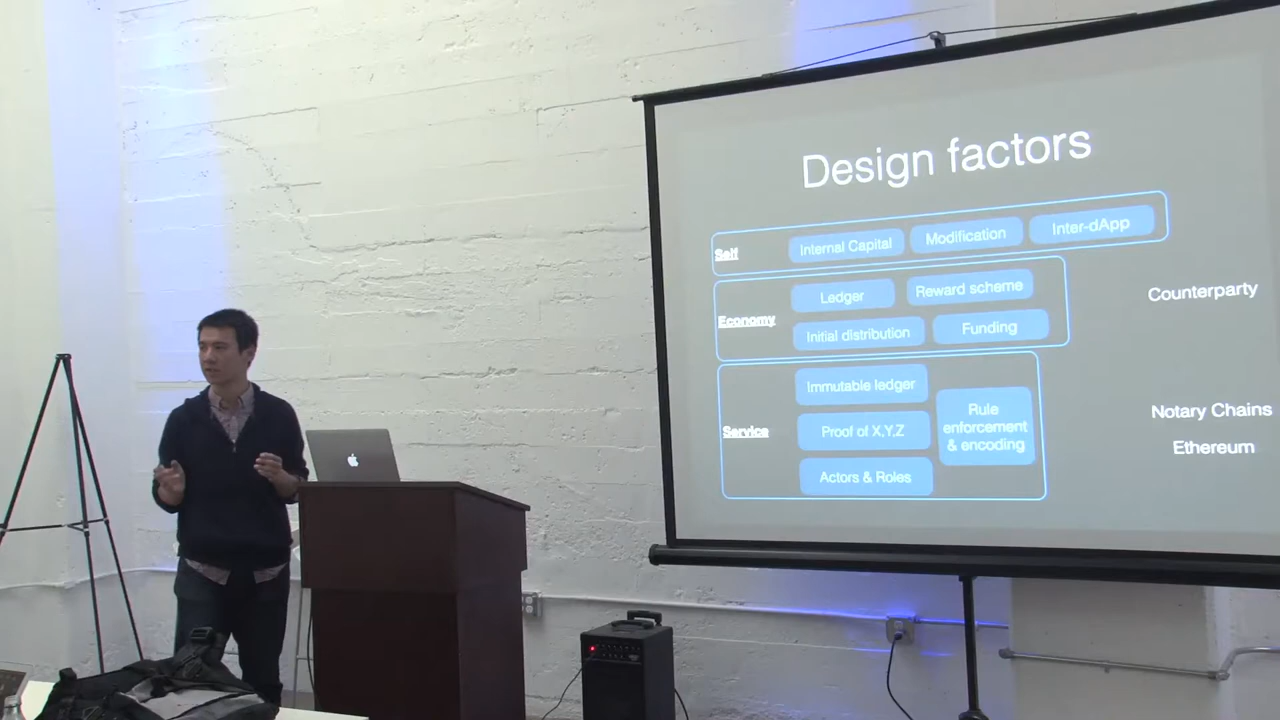 Design factors
Self
Internal Capital
Modification
Inter-dApp
Economy
Ledger
Reward scheme
Initial distribution
Funding
Counterparty
Service
Immutable ledger
Proof of X,Y,Z
Actors & Roles
Rule
enforcement
& encoding
Notary Chains
Ethereum